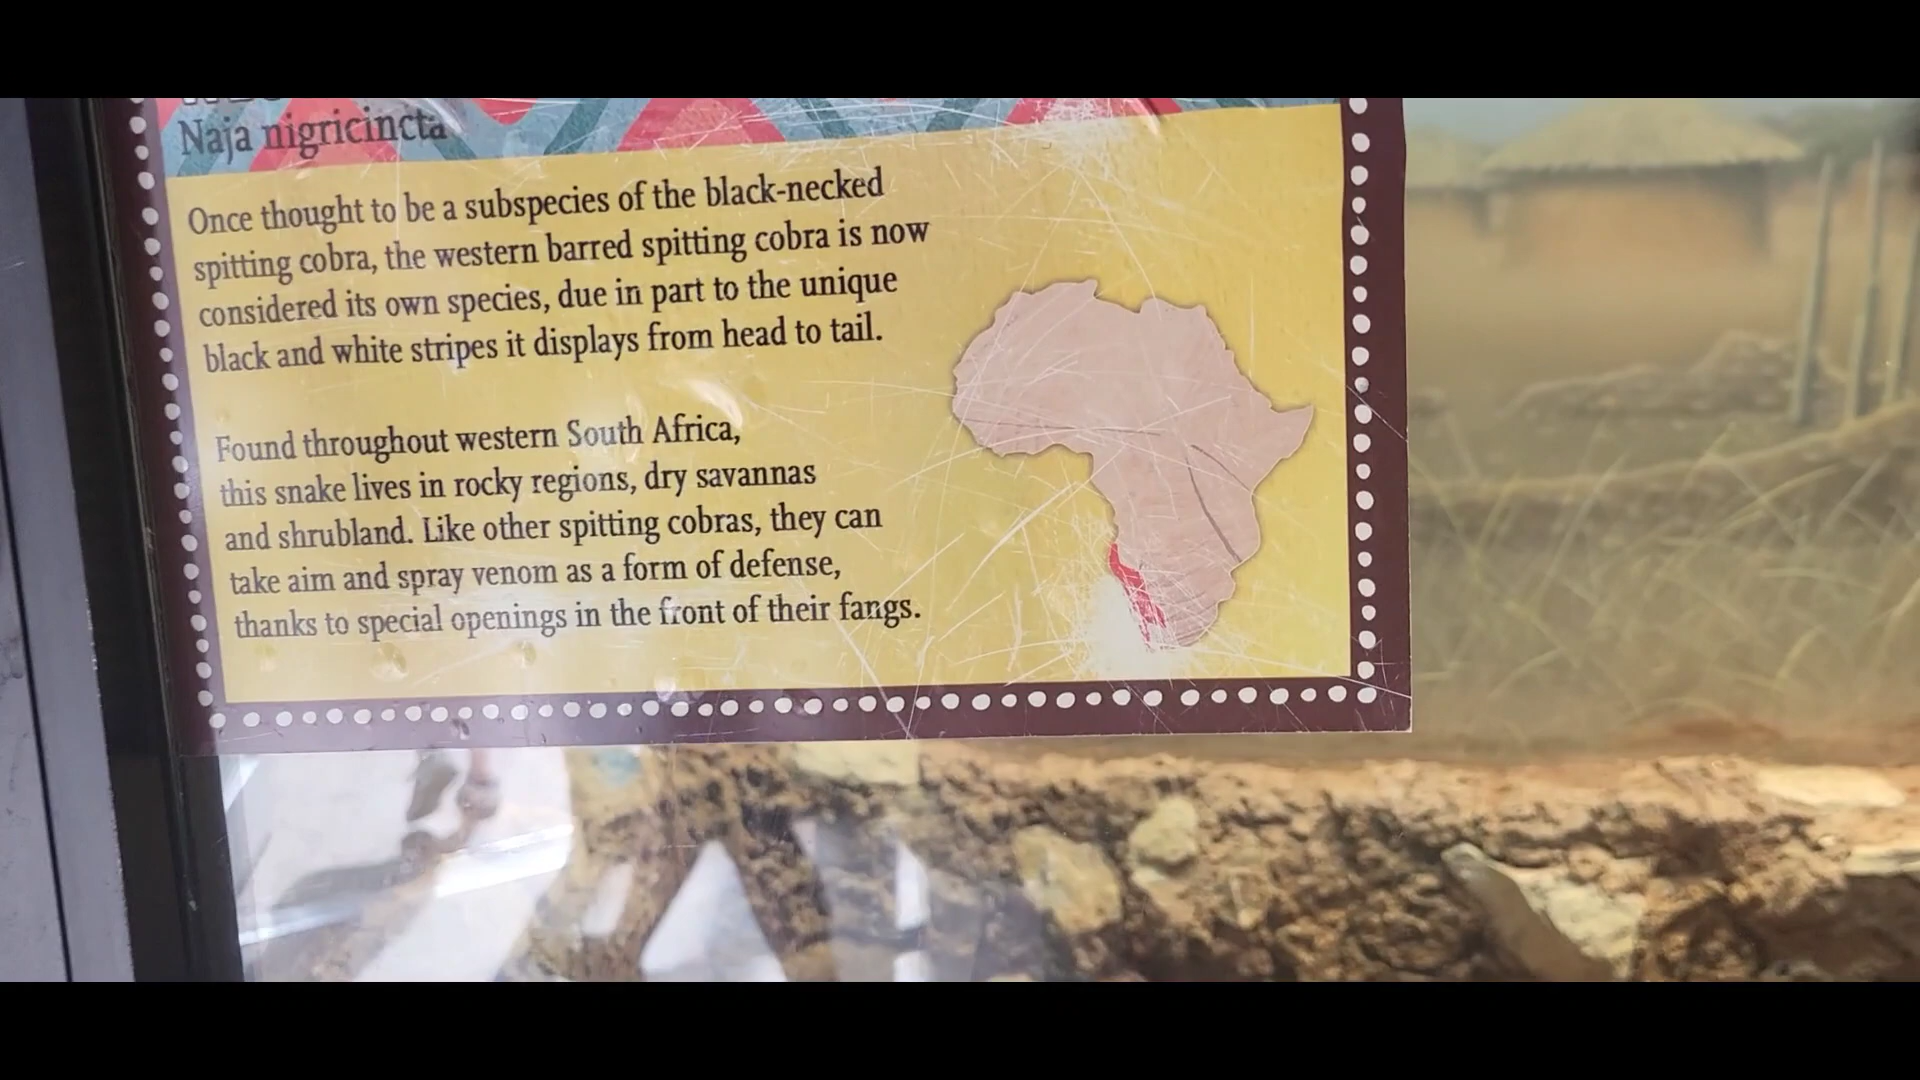 Naja nigricincta
Once thought to be a subspecies of the black-necked
spitting cobra, the western barred spitting cobra is now
considered its own species, due in part to the unique
black and white stripes it displays from head to tail.
Found throughout western South Africa,
this snake lives in rocky regions, dry savannas
and shrubland. Like other spitting cobras, they can
take aim and spray venom as a form of defense,
thanks to special openings in the front of their fangs.